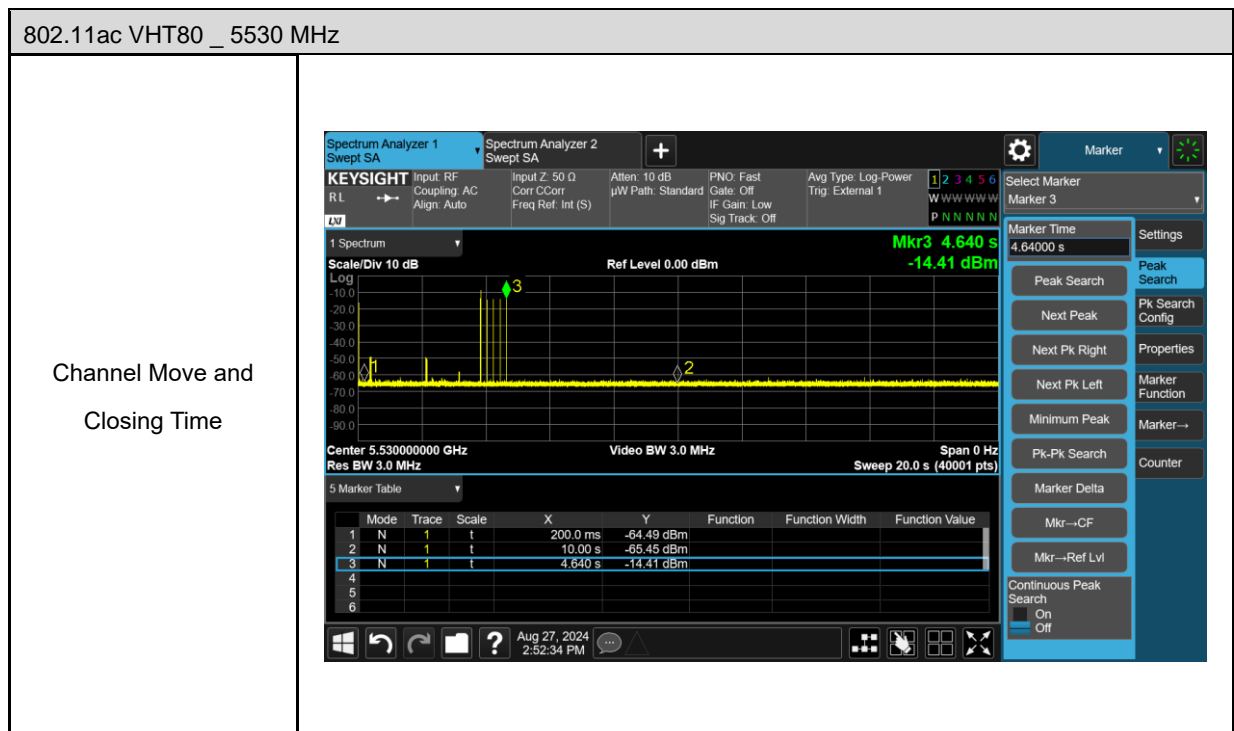 802.11ac VHT80 _ 5530 MHz
Channel Move and
Closing Time
Spectrum Analyzer 1
Swept SA
Spectrum Analyzer 2
Swept SA
Marker
KEYSIGHT
RL
LXI
Input: RF
Coupling: AC
Align: Auto
Input Z: 50 Ω
Corr CCorr
Freq Ref: Int (S)
Atten: 10 dB
µW Path: Standard
PNO: Fast
Gate: Off
IF Gain: Low
Sig Track: Off
Avg Type: Log-Power
Trig: External 1
1 2 3 4 5 6
W W W W W W
P N N N N N
Select Marker
Marker 3
1 Spectrum
Mkr3 4.640 s
Scale/Div 10 dB
Ref Level 0.00 dBm
-14.41 dBm
Log
-10.0
-20.0
-30.0
-40.0
-50.0
-60.0
-70.0
-80.0
-90.0
1
3
2
Center 5.530000000 GHz
Video BW 3.0 MHz
Span 0 Hz
Res BW 3.0 MHz
Sweep 20.0 s (40001 pts)
Marker Time
4.64000 s
Peak Search
Next Peak
Next Pk Right
Next Pk Left
Minimum Peak
Pk-Pk Search
Marker Delta
Mkr→CF
Mkr→Ref Lvl
Continuous Peak
Search
On
Off
Settings
Peak
Search
Pk Search
Config
Properties
Marker
Function
Marker→
Counter
5 Marker Table
Mode Trace Scale X Y Function Function Width Function Value
1 N 1 t 200.0 ms -64.49 dBm
2 N 1 t 10.00 s -65.45 dBm
3 N 1 t 4.640 s -14.41 dBm
4
5
6
?
Aug 27, 2024
2:52:34 PM